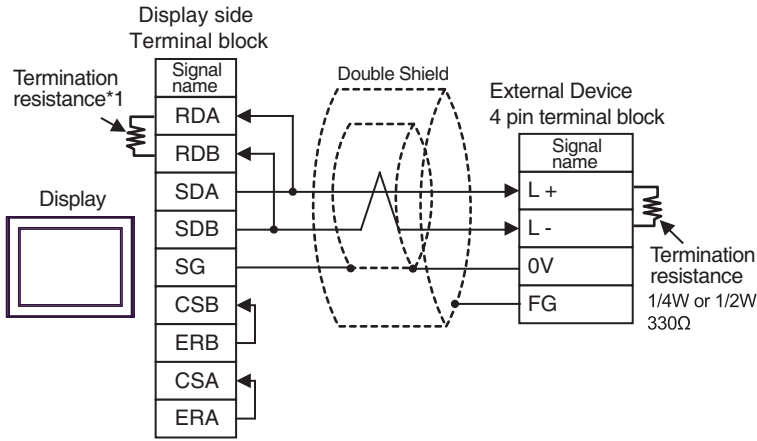 Display side
Terminal block
Termination
resistance*1
Signal
name
RDA
RDB
SDA
SDB
SG
CSB
ERB
CSA
ERA
Display
Double Shield
External Device
4 pin terminal block
Signal
name
L +
L -
0V
FG
Termination
resistance
1/4W or 1/2W
330Ω